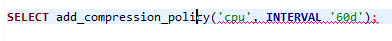 SELECT add_compression_policy('cpu', INTERVAL '60d');